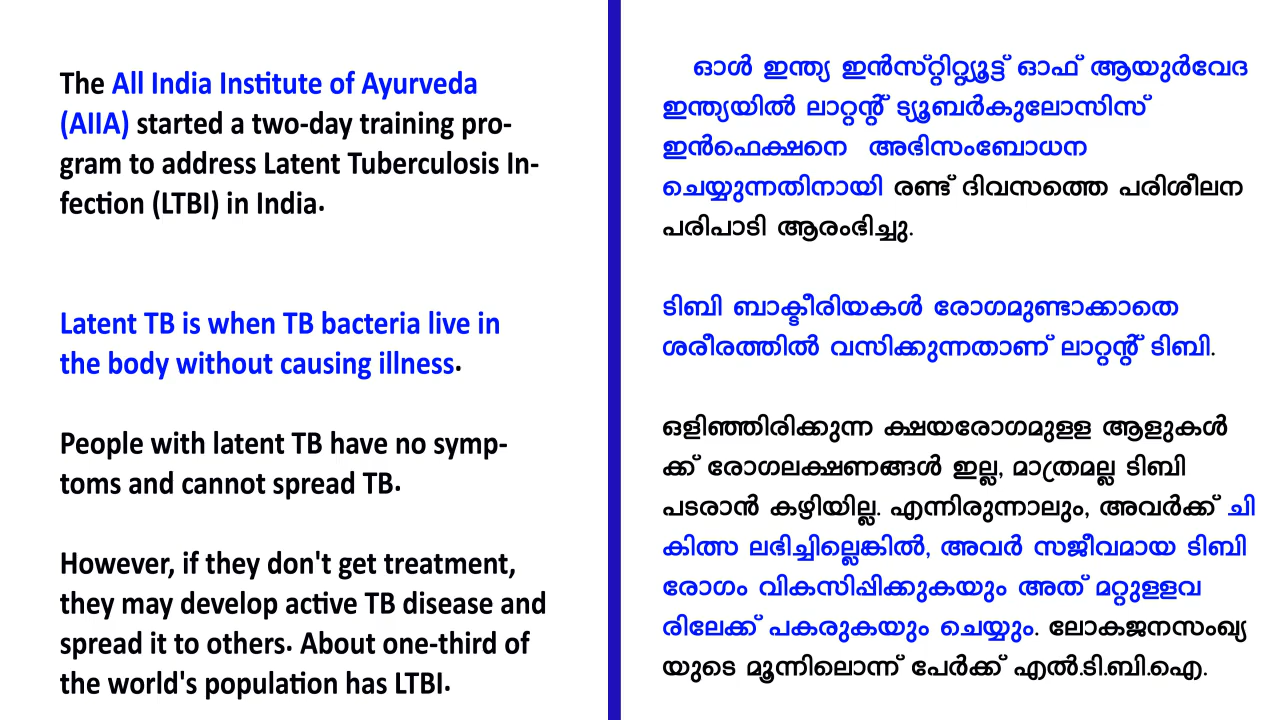 The All India Institute of Ayurveda
(AIIA) started a two-day training pro-
gram to address Latent Tuberculosis In-
fection (LTBI) in India.
Latent TB is when TB bacteria live in
the body without causing illness.
People with latent TB have no symp-
toms and cannot spread TB.
However, if they don't get treatment,
they may develop active TB disease and
spread it to others. About one-third of
the world's population has LTBI.
ഓൾ ഇന്ത്യ ഇൻസ്റ്റിറ്റ്യൂട്ട് ഓഫ് ആയുർവേദ
ഇന്ത്യയിൽ ലാറ്റന്റ് ട്യൂബർകുലോസിസ്
ഇൻഫെക്ഷനെ അഭിസംബോധന
ചെയ്യുന്നതിനായി രണ്ട് ദിവസത്തെ പരിശീലന
പരിപാടി ആരംഭിച്ചു.
ടിബി ബാക്ടീരിയകൾ രോഗമുണ്ടാക്കാതെ
ശരീരത്തിൽ വസിക്കുന്നതാണ് ലാറ്റന്റ് ടിബി.
ഒളിഞ്ഞിരിക്കുന്ന ക്ഷയരോഗമുള്ള ആളുകൾ
ക്ക് രോഗലക്ഷണങ്ങൾ ഇല്ല, മാത്രമല്ല ടിബി
പടരാൻ കഴിയില്ല. എന്നിരുന്നാലും, അവർക്ക് ചി
കിത്സ ലഭിച്ചില്ലെങ്കിൽ, അവർ സജീവമായ ടിബി
രോഗം വികസിപ്പിക്കുകയും അത് മറ്റുള്ളവ
രിലേക്ക് പകരുകയും ചെയ്യും. ലോകജനസംഖ്യ
യുടെ മൂന്നിലൊന്ന് പേർക്ക് എൽ.ടി.ബി.ഐ.